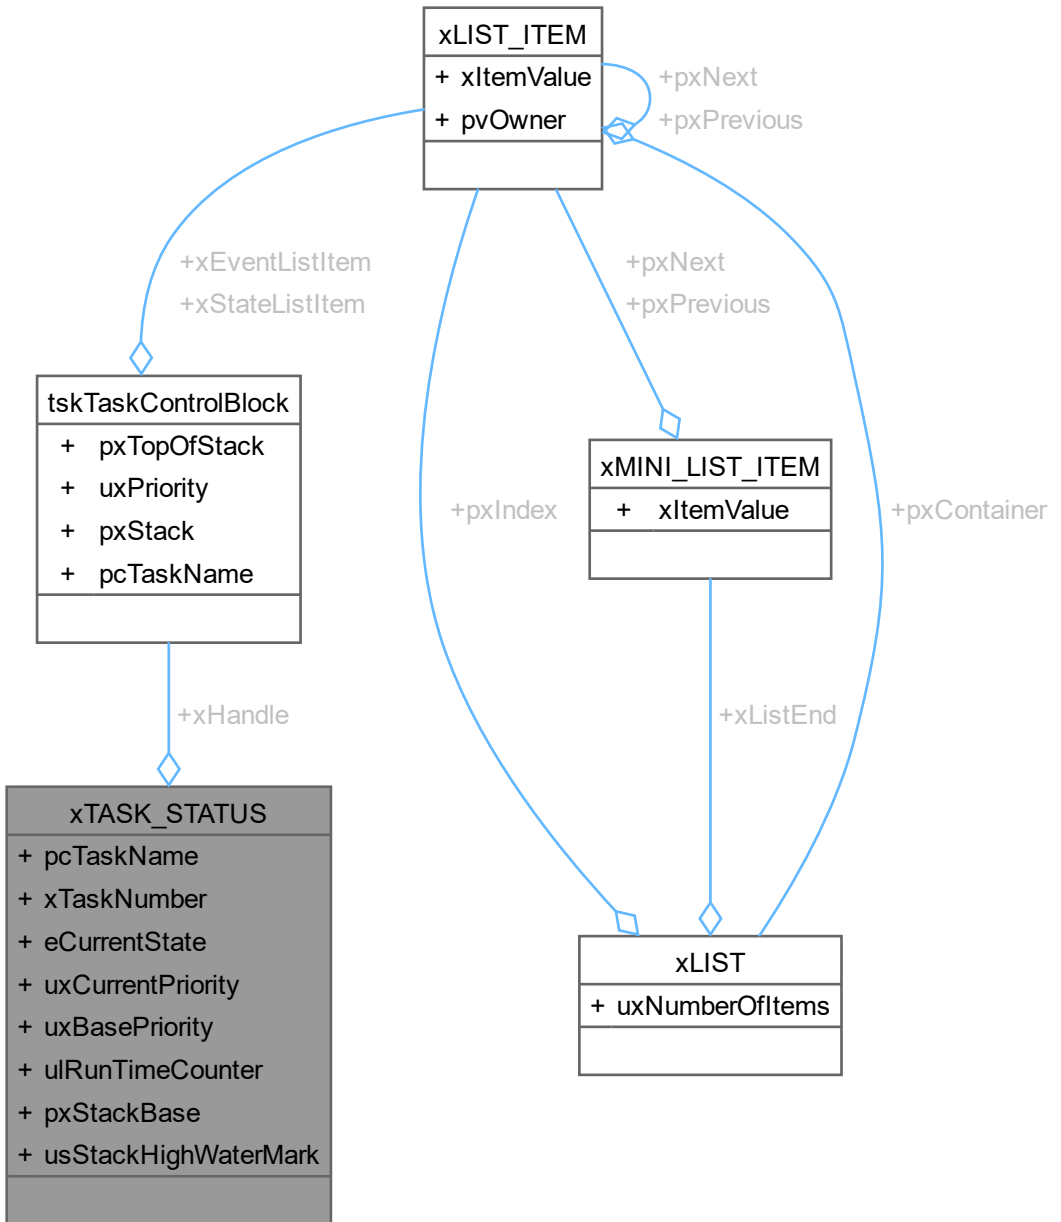 xLIST_ITEM
+ xItemValue
+ pvOwner
+pxNext
+pxPrevious
+xEventListItem
+xStateListItem
+pxNext
+pxPrevious
tskTaskControlBlock
+ pxTopOfStack
+ uxPriority
+ pxStack
+ pcTaskName
+pxIndex
xMINI_LIST_ITEM
+ xItemValue
+pxContainer
+xHandle
+xListEnd
xTASK_STATUS
+ pcTaskName
+ xTaskNumber
+ eCurrentState
+ uxCurrentPriority
+ uxBasePriority
+ ulRunTimeCounter
+ pxStackBase
+ usStackHighWaterMark
xLIST
+ uxNumberOfItems